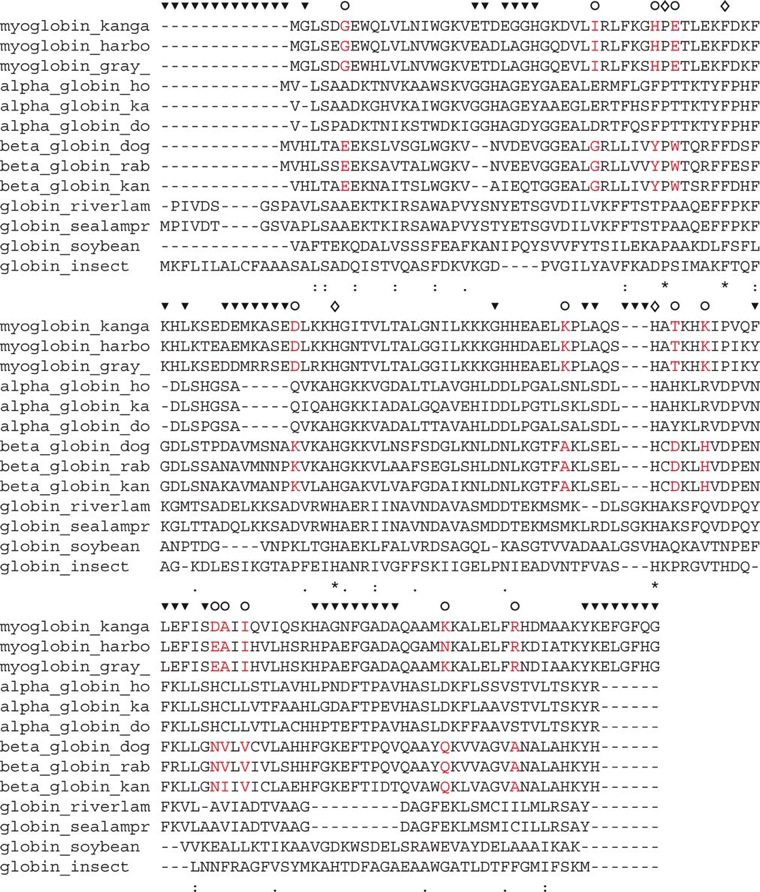 ▼▼▼▼▼▼▼▼▼▼▼▼▼ ▼ ○ ▼▼ ▼▼▼▼ ○ ○◇○ ◇
myoglobin_kanga -------------MGLSDGEWQLVLNIWGKVETDEGGHGKDVLIRLFKGHPETLEKFDKF
myoglobin_harbo -------------MGLSEGEWQLVLNVWGKVEADLAGHGQDVLIRLFKGHPETLEKFDKF
myoglobin_gray_ -------------MGLSDGEWQLVLNVWGKVEADLAGHGQDVLIRLFKGHPETLEKFDKF
alpha_globin_ho ------------MV-LSAADKTNVKAAWSKVGGHAGEYGAEALERMFLGFPTTKTYFPHF
alpha_globin_ka -------------V-LSAADKGHVKAIWGKVGGHAGEYAAEGLERTFHSFPTTKTYFPHF
alpha_globin_do -------------V-LSPADKTNIKSTWDKIGGHAGDYGGEALDRTFQSFPTTKTYFPHF
beta_globin_dog ------------MVHLTAEEKSLVSGLWGKV--NVDEVGGEALGRLLIVYPWTQRFFDSF
beta_globin_rab ------------MVHLSSEEKSAVTALWGKV--NVEEVGGEALGRLLVVYPWTQRFFESF
beta_globin_kan -------------VHLTAEEKNAITSLWGKV--AIEQTGGEALGRLLIVYPWTSRFFDHF
globin_riverlam -PIVDS----GSPAVLSAAEKTKIRSAWAPVYSNYETSGVDILVKFFTSTPAAQEFFPKF
globin_sealampr MPIVDT----GSVAPLSAAEKTKIRSAWAPVYSTYETSGVDILVKFFTSTPAAQEFFPKF
globin_soybean -------------VAFTEKQDALVSSSFEAFKANIPQYSVVFYTSILEKAPAAKDLFSFL
globin_insect MKFLILALCFAAASALSADQISTVQASFDKVKGD----PVGILYAVFKADPSIMAKFTQF
:: : : . : * * :
▼ ▼ ▼▼▼▼▼▼▼ ○ ◇ ▼ ○ ▼▼ ▼▼▼◇ ○ ○ ▼
myoglobin_kanga KHLKSEDEMKASEDLKKHGITVLTALGNILKKKGHHEAELKPLAQS---HATKHKIPVQF
myoglobin_harbo KHLKTEAEMKASEDLKKHGNTVLTALGGILKKKGHHDAELKPLAQS---HATKHKIPIKY
myoglobin_gray_ KHLKSEDDMRRSEDLRKHGNTVLTALGGILKKKGHHEAELKPLAQS---HATKHKIPIKY
alpha_globin_ho -DLSHGSA-----QVKAHGKKVGDALTLAVGHLDDLPGALSNLSDL---HAHKLRVDPVN
alpha_globin_ka -DLSHGSA-----QIQAHGKKIADALGQAVEHIDDLPGTLSKLSDL---HAHKLRVDPVN
alpha_globin_do -DLSPGSA-----QVKAHGKKVADALTTAVAHLDDLPGALSALSDL---HAYKLRVDPVN
beta_globin_dog GDLSTPDAVMSNAKVKAHGKKVLNSFSDGLKNLDNLKGTFAKLSEL---HCDKLHVDPEN
beta_globin_rab GDLSSANAVMNNPKVKAHGKKVLAAFSEGLSHLDNLKGTFAKLSEL---HCDKLHVDPEN
beta_globin_kan GDLSNAKAVMANPKVLAHGAKVLVAFGDAIKNLDNLKGTFAKLSEL---HCDKLHVDPEN
globin_riverlam KGMTSADELKKSADVRWHAERIINAVNDAVASMDDTEKMSMK--DLSGKHAKSFQVDPQY
globin_sealampr KGLTTADQLKKSADVRWHAERIINAVNDAVASMDDTEKMSMKLRDLSGKHAKSFQVDPQY
globin_soybean ANPTDG----VNPKLTGHAEKLFALVRDSAGQL-KASGTVVADAALGSVHAQKAVTNPEF
globin_insect AG-KDLESIKGTAPFEIHANRIVGFFSKIIGELPNIEADVNTFVAS---HKPRGVTHDQ-
. . * . : . . . *
▼▼▼ ▼○○ ○ ▼▼▼▼▼▼▼▼▼ ○ ○ ▼▼▼▼▼▼▼▼
myoglobin_kanga LEFISDAIIQVIQSKHAGNFGADAQAAMKKALELFRHDMAAKYKEFGFQG
myoglobin_harbo LEFISEAIIHVLHSRHPAEFGADAQGAMNKALELFRKDIATKYKELGFHG
myoglobin_gray_ LEFISEAIIHVLHSKHPAEFGADAQAAMKKALELFRNDIAAKYKELGFHG
alpha_globin_ho FKLLSHCLLSTLAVHLPNDFTPAVHASLDKFLSSVSTVLTSKYR------
alpha_globin_ka FKLLSHCLLVTFAAHLGDAFTPEVHASLDKFLAAVSTVLTSKYR------
alpha_globin_do FKLLSHCLLVTLACHHPTEFTPAVHASLDKFFAAVSTVLTSKYR------
beta_globin_dog FKLLGNVLVCVLAHHFGKEFTPQVQAAYQKVVAGVANALAHKYH------
beta_globin_rab FRLLGNVLVIVLSHHFGKEFTPQVQAAYQKVVAGVANALAHKYH------
beta_globin_kan FKLLGNIIVICLAEHFGKEFTIDTQVAWQKLVAGVANALAHKYH------
globin_riverlam FKVL-AVIADTVAAG---------DAGFEKLSMCIILMLRSAY-------
globin_sealampr FKVLAAVIADTVAAG---------DAGFEKLMSMICILLRSAY-------
globin_soybean --VVKEALLKTIKAAVGDKWSDELSRAWEVAYDELAAAIKAK--------
globin_insect ---LNNFRAGFVSYMKAHTDFAGAEAAWGATLDTFFGMIFSKM-------
: . . :